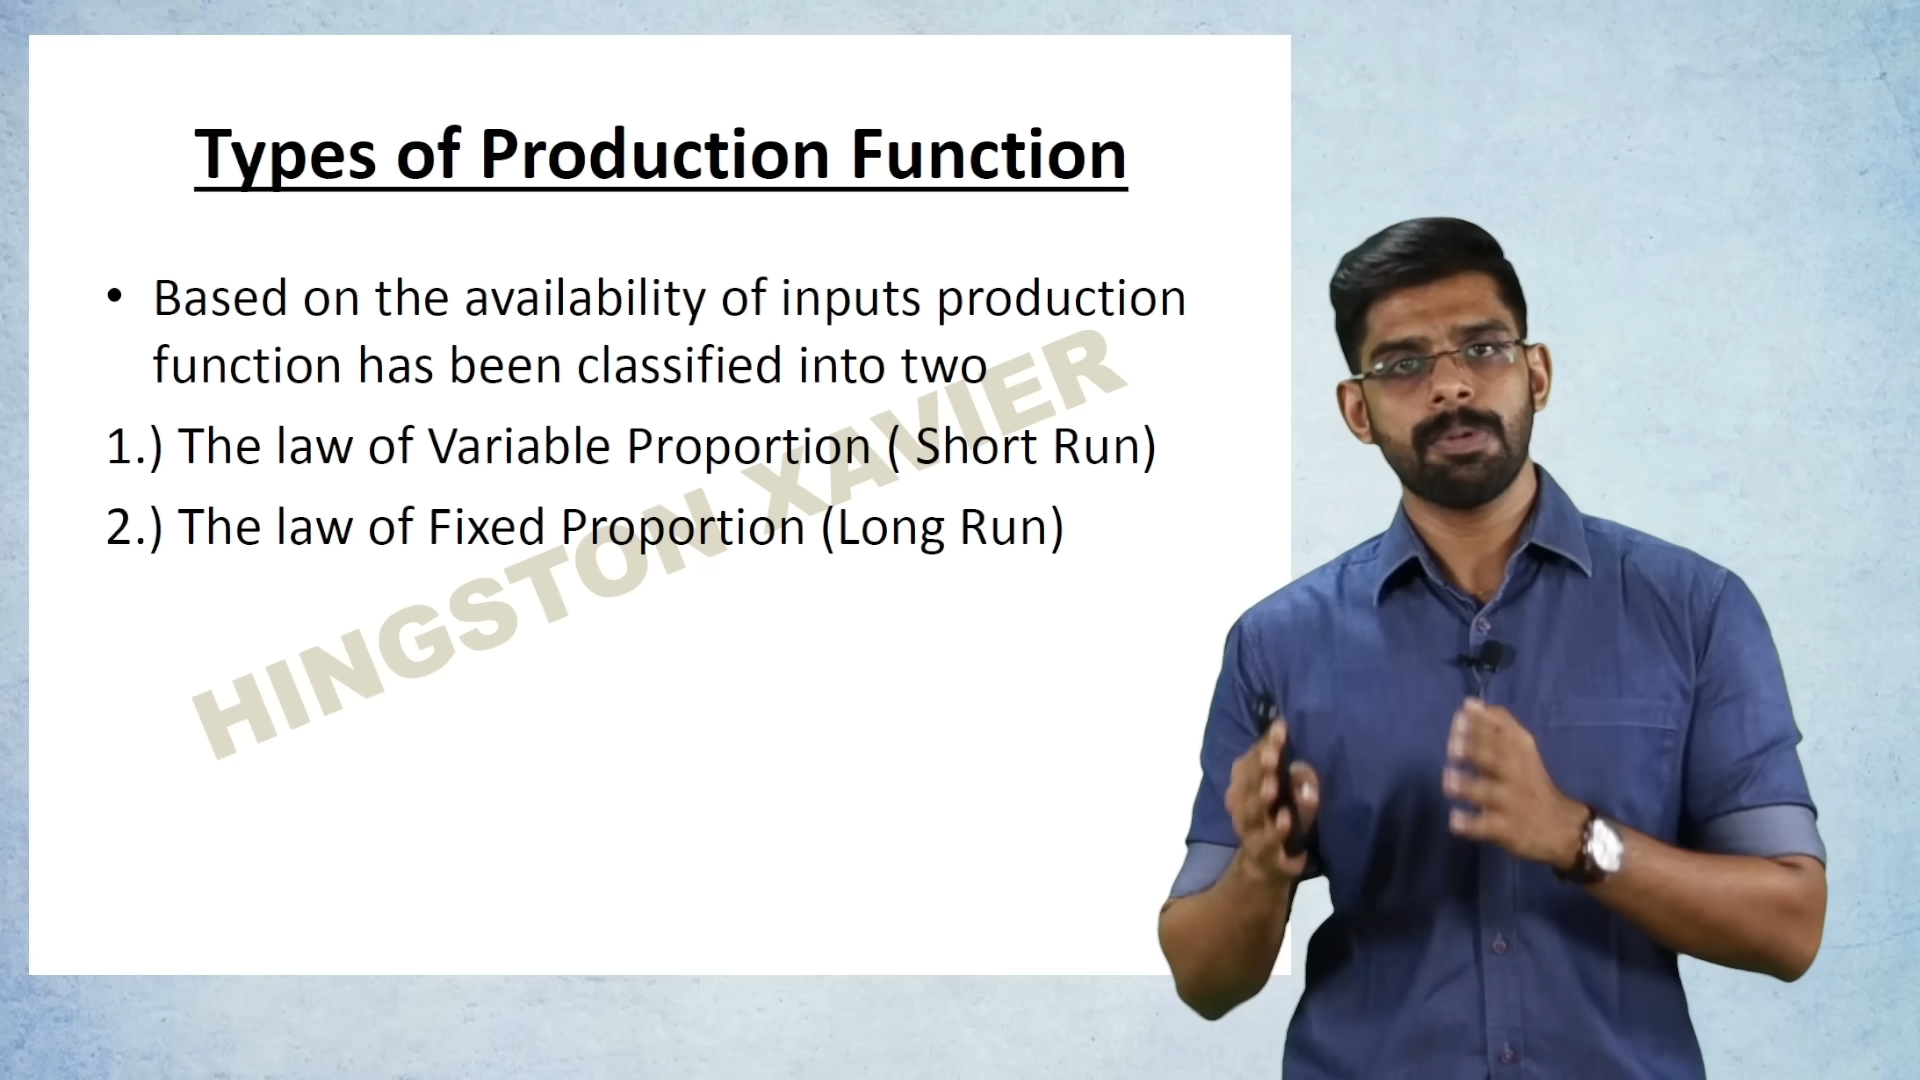 Types of Production Function
• Based on the availability of inputs production
function has been classified into two
1.) The law of Variable Proportion ( Short Run)
2.) The law of Fixed Proportion (Long Run)
HINGSTON XAVIER